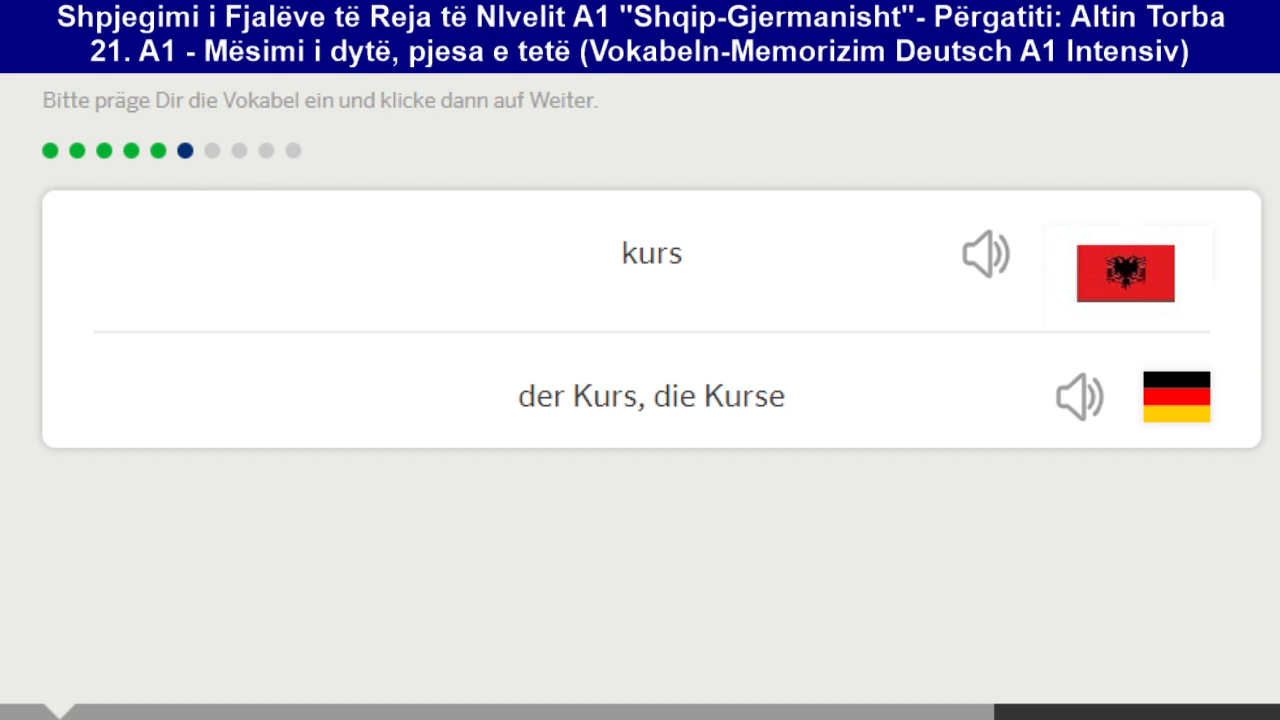 Shpjegimi i Fjalëve të Reja të NIvelit A1 "Shqip-Gjermanisht"- Përgatiti: Altin Torba
21. A1 - Mësimi i dytë, pjesa e tetë (Vokabeln-Memorizim Deutsch A1 Intensiv)
Bitte präge Dir die Vokabel ein und klicke dann auf Weiter.
kurs
der Kurs, die Kurse